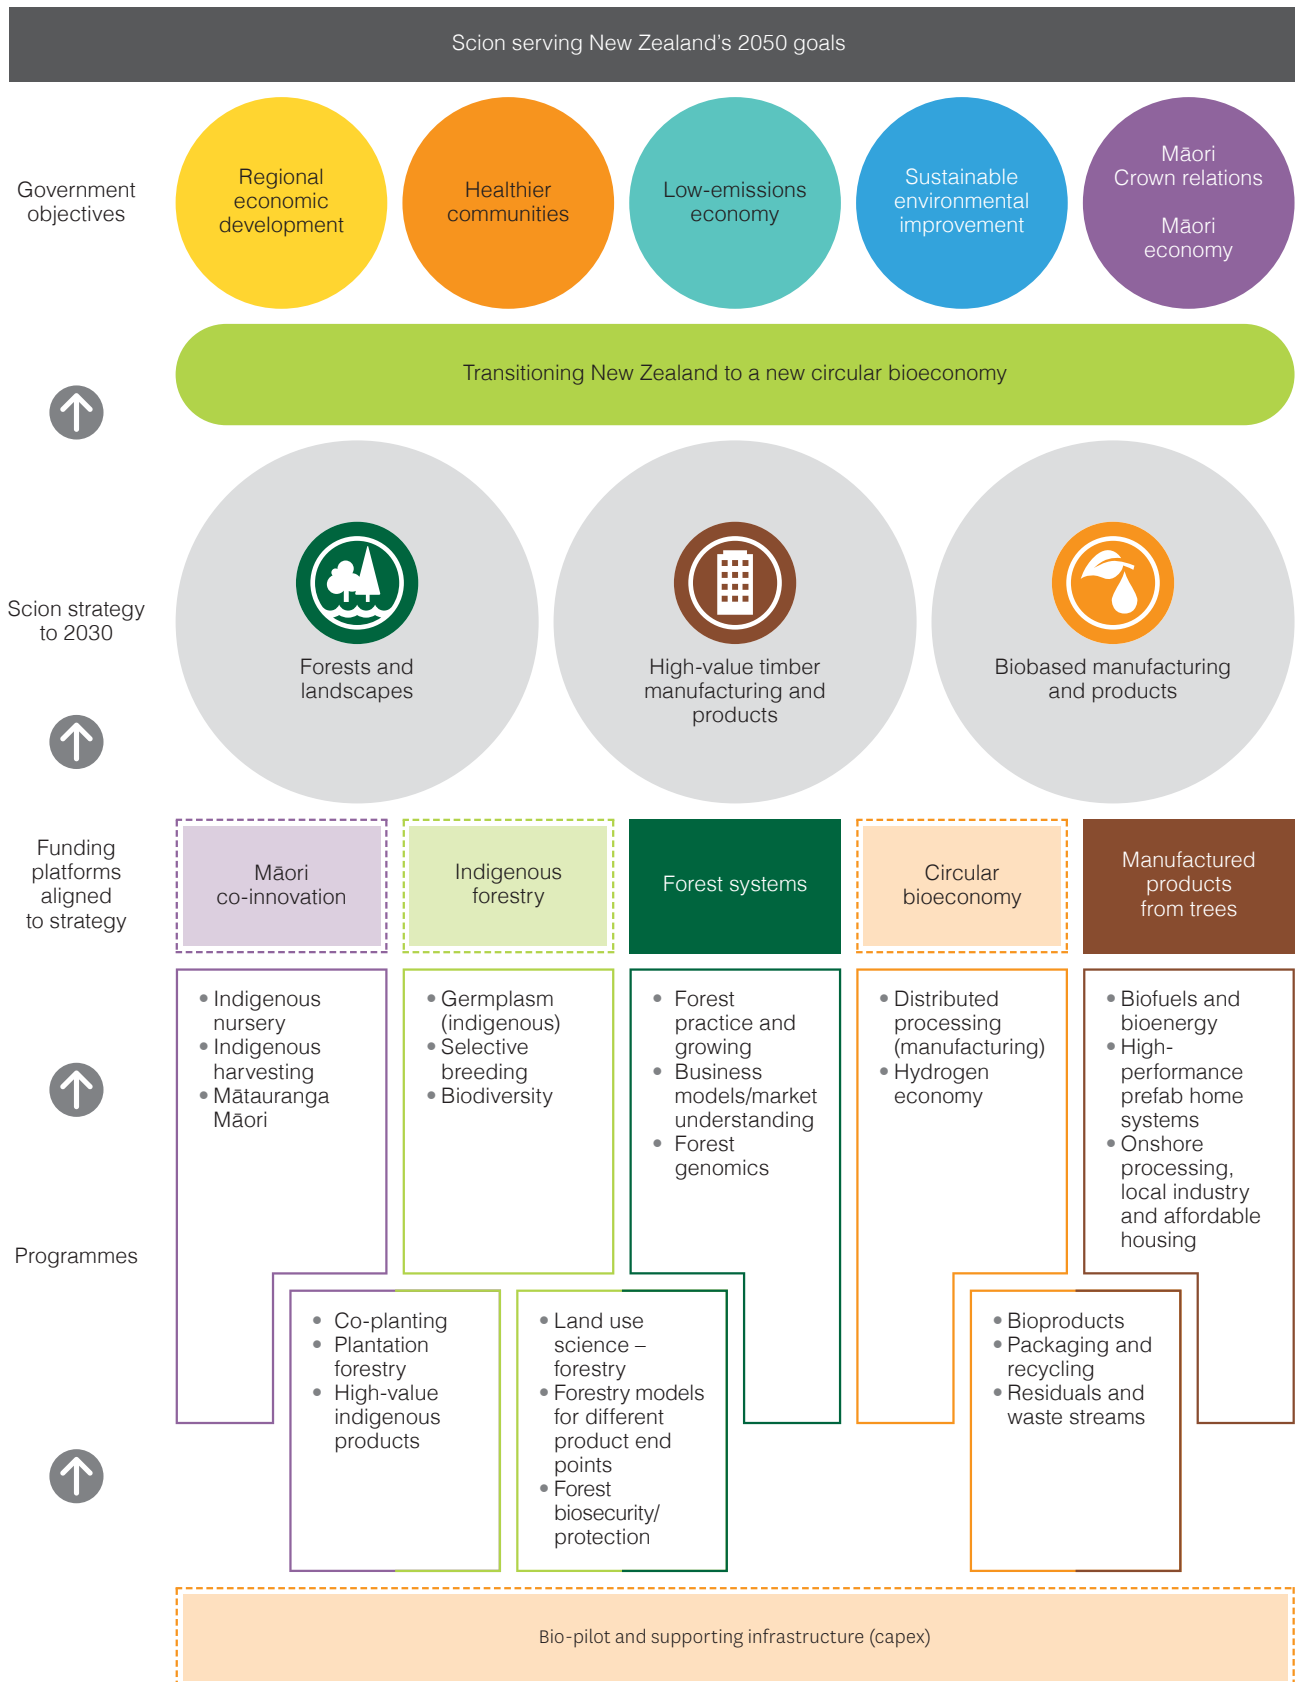 Scion serving New Zealand's 2050 goals
Government
objectives
Regional
economic
development
Healthier
communities
Low-emissions
economy
Sustainable
environmental
improvement
Māori
Crown relations
Māori
economy
Transitioning New Zealand to a new circular bioeconomy
Scion strategy
to 2030
Forests and
landscapes
High-value timber
manufacturing and
products
Biobased manufacturing
and products
Funding
platforms
aligned
to strategy
Māori
co-innovation
Indigenous
forestry
Forest systems
Circular
bioeconomy
Manufactured
products
from trees
Programmes
• Indigenous
nursery
• Indigenous
harvesting
• Mātauranga
Māori
• Germplasm
(indigenous)
• Selective
breeding
• Biodiversity
• Forest
practice and
growing
• Business
models/market
understanding
• Forest
genomics
• Distributed
processing
(manufacturing)
• Hydrogen
economy
• Biofuels and
bioenergy
• High-
performance
prefab home
systems
• Onshore
processing,
local industry
and affordable
housing
• Co-planting
• Plantation
forestry
• High-value
indigenous
products
• Land use
science –
forestry
• Forestry models
for different
product end
points
• Forest
biosecurity/
protection
• Bioproducts
• Packaging and
recycling
• Residuals and
waste streams
Bio-pilot and supporting infrastructure (capex)